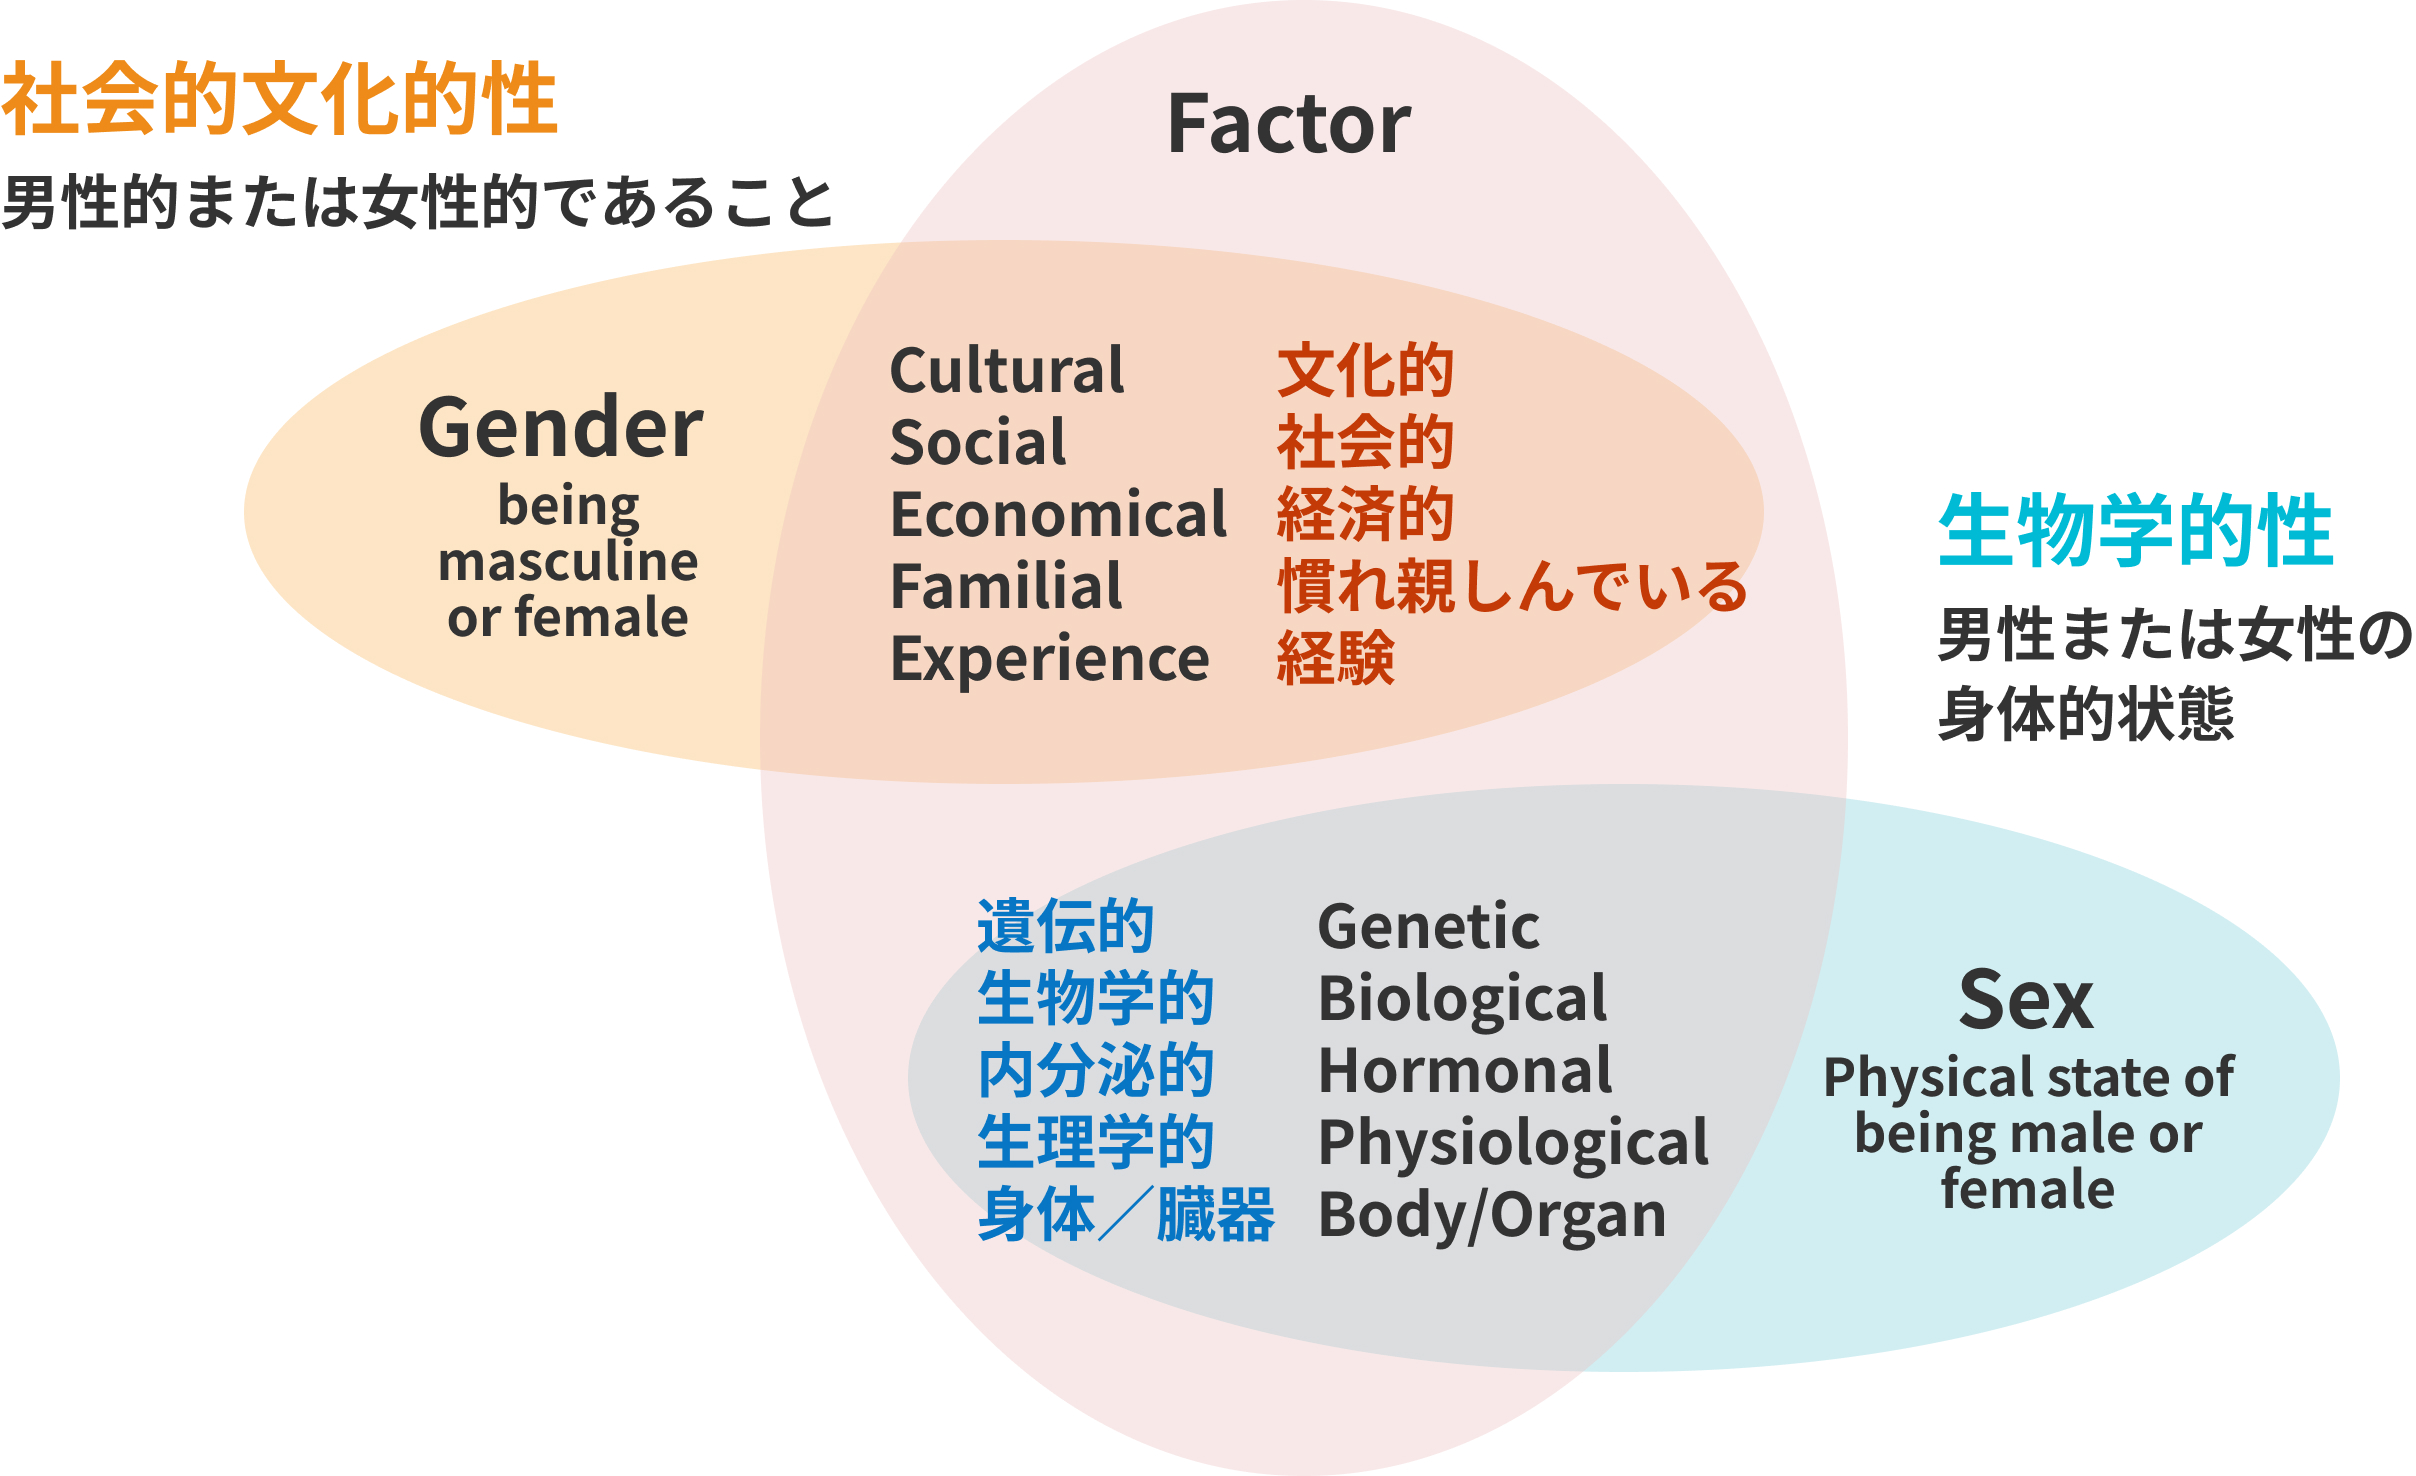 社会的文化的性
男性的または女性的であること
Factor
Gender
being
masculine
or female
Cultural 文化的
Social 社会的
Economical 経済的
Familial 慣れ親しんでいる
Experience 経験
生物学的性
男性または女性の
身体的状態
遺伝的 Genetic
生物学的 Biological
内分泌的 Hormonal
生理学的 Physiological
身体／臓器 Body/Organ
Sex
Physical state of
being male or
female